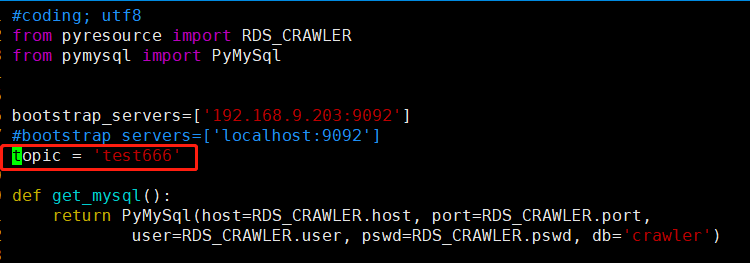 #coding; utf8
from pyresource import RDS_CRAWLER
from pymysql import PyMySql
bootstrap_servers=['192.168.9.203:9092']
#bootstrap_servers=['localhost:9092']
topic = 'test666'
def get_mysql():
    return PyMySql(host=RDS_CRAWLER.host, port=RDS_CRAWLER.port,
            user=RDS_CRAWLER.user, pswd=RDS_CRAWLER.pswd, db='crawler')